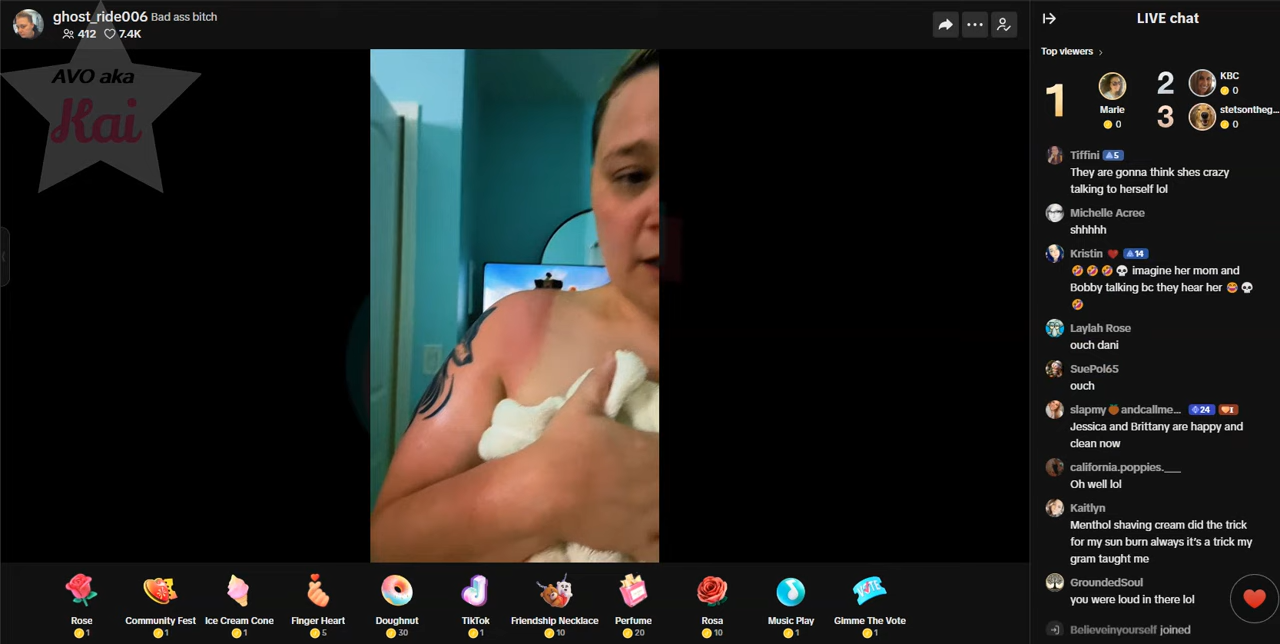 ghost_ride006 Bad ass bitch
412 7.4K
AVO aka
Kai
LIVE chat
Top viewers >
1
Marie
0
2
KBC
0
3
stetsontheg...
0
Tiffini 5
They are gonna think shes crazy
talking to herself lol
Michelle Acree
shhhhh
Kristin ♥ 14
🤣 🤣 🤣 💀 imagine her mom and
Bobby talking bc they hear her 😆 💀
🤣
Laylah Rose
ouch dani
SuePol65
ouch
slapmy🍊andcallme... 24 I
Jessica and Brittany are happy and
clean now
california.poppies.___
Oh well lol
Kaitlyn
Menthol shaving cream did the trick
for my sun burn always it's a trick my
gram taught me
GroundedSoul
you were loud in there lol
Believeinyourself joined
Rose
1
Community Fest
1
Ice Cream Cone
1
Finger Heart
5
Doughnut
30
TikTok
1
Friendship Necklace
10
Perfume
20
Rosa
10
Music Play
1
VOTE
Gimme The Vote
1